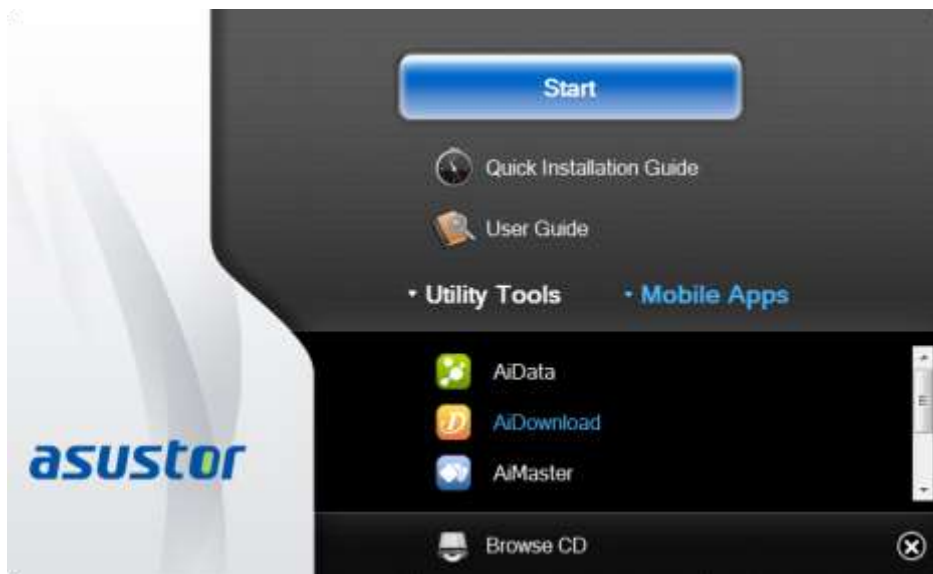 Start
Quick Installation Guide
User Guide
Utility Tools
Mobile Apps
AiData
AiDownload
AiMaster
asustor
Browse CD